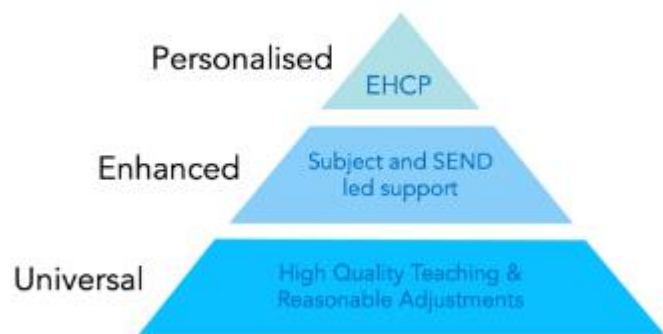 Personalised
EHCP
Enhanced
Subject and SEND
led support
Universal
High Quality Teaching &
Reasonable Adjustments